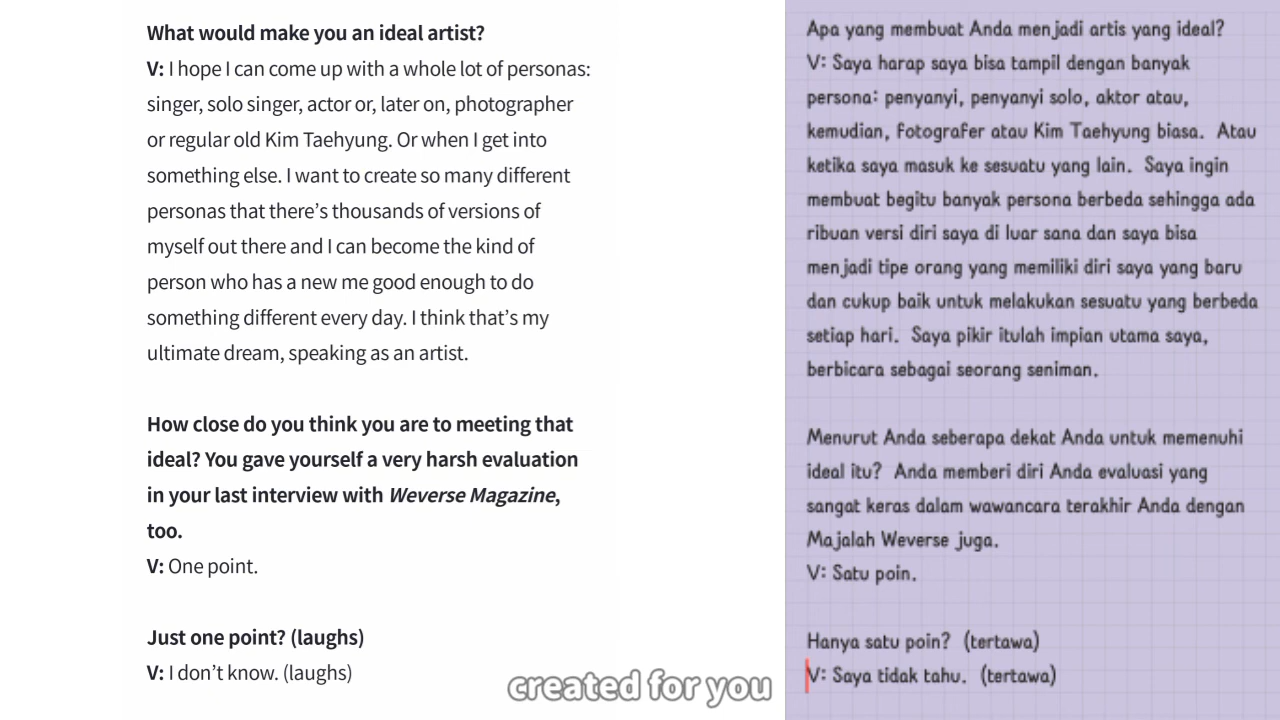 What would make you an ideal artist?
V: I hope I can come up with a whole lot of personas:
singer, solo singer, actor or, later on, photographer
or regular old Kim Taehyung. Or when I get into
something else. I want to create so many different
personas that there's thousands of versions of
myself out there and I can become the kind of
person who has a new me good enough to do
something different every day. I think that's my
ultimate dream, speaking as an artist.
How close do you think you are to meeting that
ideal? You gave yourself a very harsh evaluation
in your last interview with Weverse Magazine,
too.
V: One point.
Just one point? (laughs)
V: I don't know. (laughs)
Apa yang membuat Anda menjadi artis yang ideal?
V: Saya harap saya bisa tampil dengan banyak
persona: penyanyi, penyanyi solo, aktor atau,
kemudian, fotografer atau Kim Taehyung biasa. Atau
ketika saya masuk ke sesuatu yang lain. Saya ingin
membuat begitu banyak persona berbeda sehingga ada
ribuan versi diri saya di luar sana dan saya bisa
menjadi tipe orang yang memiliki diri saya yang baru
dan cukup baik untuk melakukan sesuatu yang berbeda
setiap hari. Saya pikir itulah impian utama saya,
berbicara sebagai seorang seniman.
Menurut Anda seberapa dekat Anda untuk memenuhi
ideal itu? Anda memberi diri Anda evaluasi yang
sangat keras dalam wawancara terakhir Anda dengan
Majalah Weverse juga.
V: Satu poin.
Hanya satu poin? (tertawa)
V: Saya tidak tahu. (tertawa)
created for you